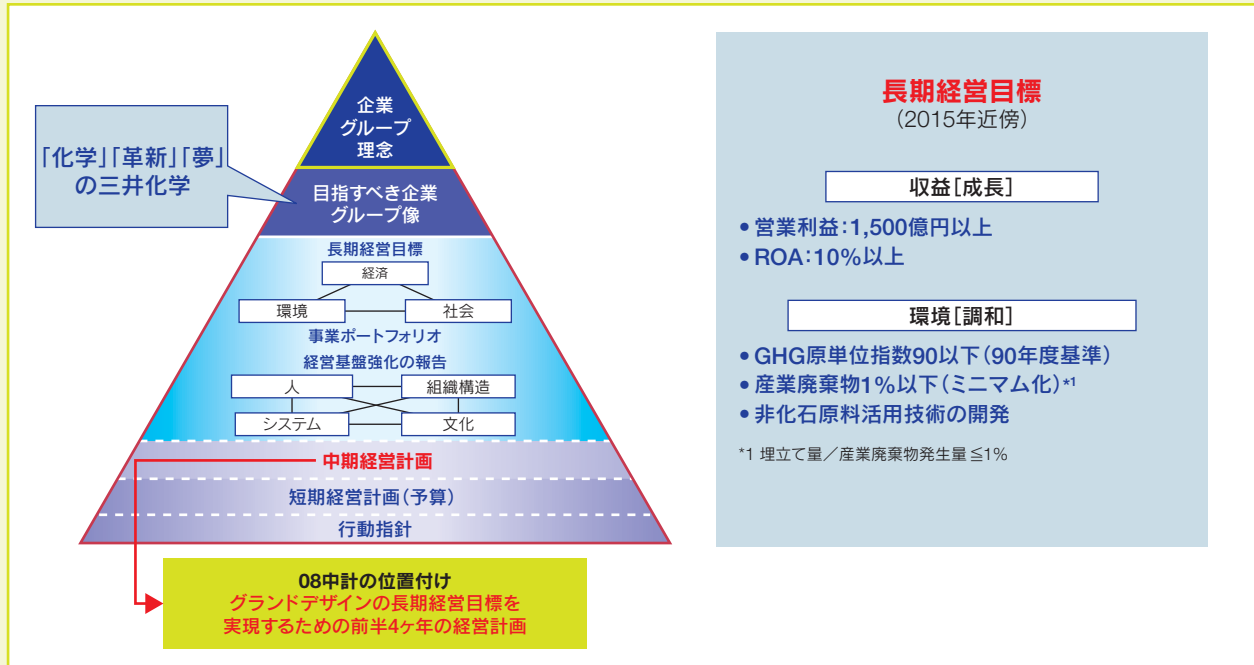 企業
グループ
理念
「化学」「革新」「夢」
の三井化学
目指すべき企業
グループ像
長期経営目標
経済
環境
社会
事業ポートフォリオ
経営基盤強化の報告
人
組織構造
システム
文化
中期経営計画
短期経営計画(予算)
行動指針
08中計の位置付け
グランドデザインの長期経営目標を
実現するための前半4ヶ年の経営計画
長期経営目標
(2015年近傍)
収益[成長]
●営業利益:1,500億円以上
●ROA:10%以上
環境[調和]
●GHG原単位指数90以下(90年度基準)
●産業廃棄物1%以下(ミニマム化)*1
●非化石原料活用技術の開発
*1 埋立て量/産業廃棄物発生量≦1%